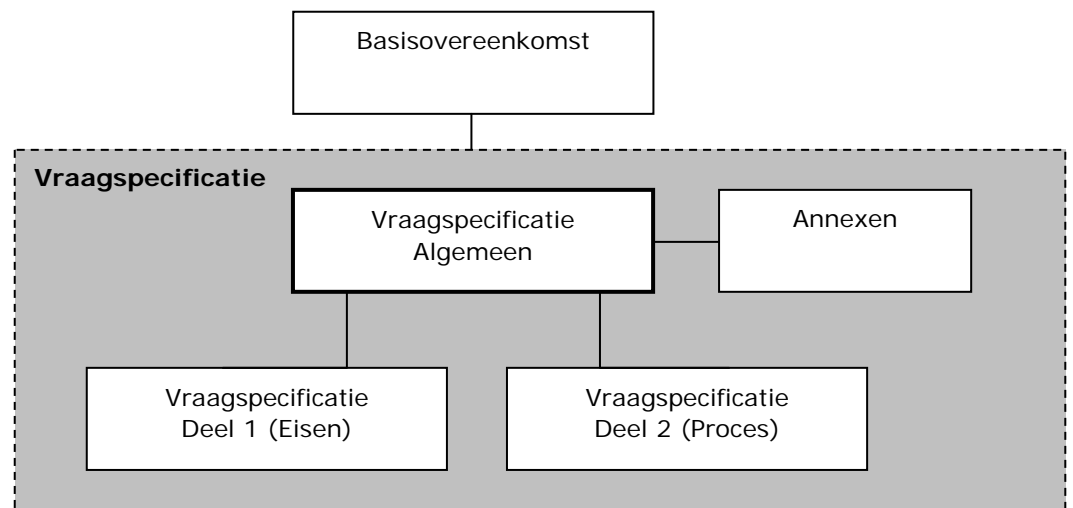 Basisovereenkomst
Vraagspecificatie
Vraagspecificatie
Algemeen
Annexen
Vraagspecificatie
Deel 1 (Eisen)
Vraagspecificatie
Deel 2 (Proces)